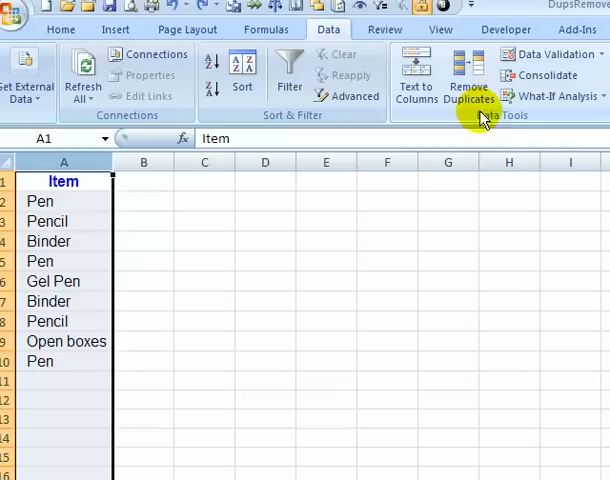 DupsRemove
Home Insert Page Layout Formulas Data Review View Developer Add-Ins
Connections Clear Data Validation
Properties Reapply Consolidate
Edit Links Advanced What-If Analysis
Get External Data Refresh All Sort Filter Text to Columns Remove Duplicates
Connections Sort & Filter Data Tools
A1 fx Item
A B C D E F G H I
1 Item
2 Pen
3 Pencil
4 Binder
5 Pen
6 Gel Pen
7 Binder
8 Pencil
9 Open boxes
10 Pen
11
12
13
14
15
16